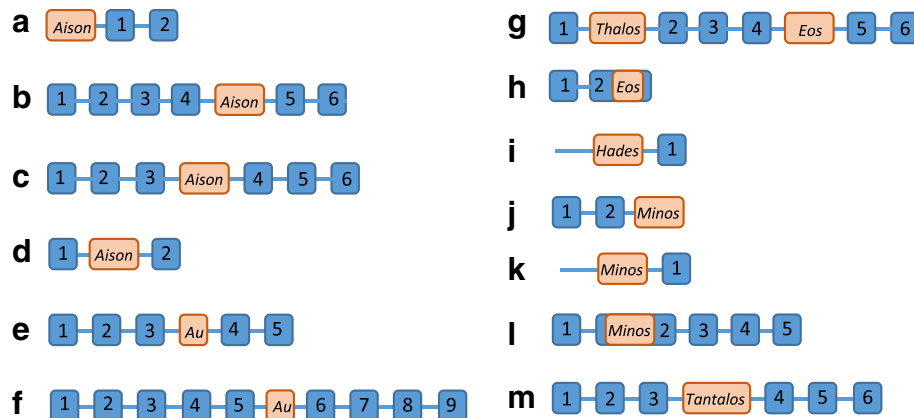 a Aison 1 2
b 1 2 3 4 Aison 5 6
c 1 2 3 Aison 4 5 6
d 1 Aison 2
e 1 2 3 Au 4 5
f 1 2 3 4 5 Au 6 7 8 9
g 1 Thalos 2 3 4 Eos 5 6
h 1 2 Eos
i Hades 1
j 1 2 Minos
k Minos 1
l 1 Minos 2 3 4 5
m 1 2 3 Tantalos 4 5 6